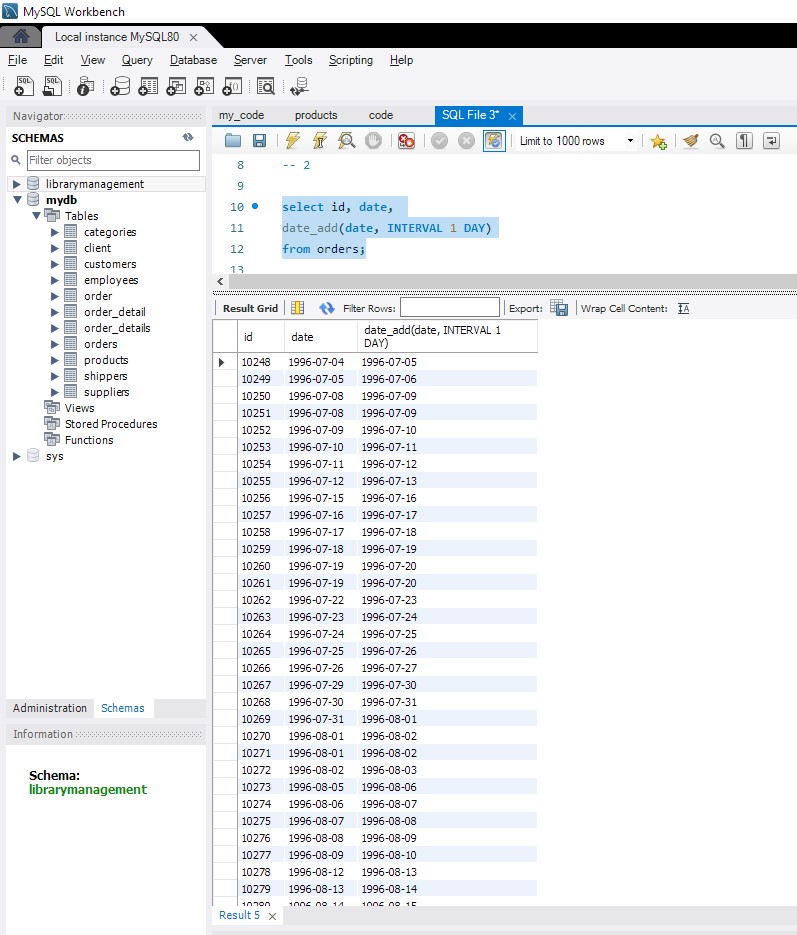 MySQL Workbench
Local instance MySQL80
File Edit View Query Database Server Tools Scripting Help
Navigator
SCHEMAS
Filter objects
librarymanagement
mydb
Tables
categories
client
customers
employees
order
order_detail
order_details
orders
products
shippers
suppliers
Views
Stored Procedures
Functions
sys
Administration Schemas
Information
Schema:
librarymanagement
my_code products code SQL File 3*
Limit to 1000 rows
8 -- 2
9
10 select id, date,
11 date_add(date, INTERVAL 1 DAY)
12 from orders;
13
Result Grid Filter Rows: Export: Wrap Cell Content:
id date date_add(date, INTERVAL 1
DAY)
10248 1996-07-04 1996-07-05
10249 1996-07-05 1996-07-06
10250 1996-07-08 1996-07-09
10251 1996-07-08 1996-07-09
10252 1996-07-09 1996-07-10
10253 1996-07-10 1996-07-11
10254 1996-07-11 1996-07-12
10255 1996-07-12 1996-07-13
10256 1996-07-15 1996-07-16
10257 1996-07-16 1996-07-17
10258 1996-07-17 1996-07-18
10259 1996-07-18 1996-07-19
10260 1996-07-19 1996-07-20
10261 1996-07-19 1996-07-20
10262 1996-07-22 1996-07-23
10263 1996-07-23 1996-07-24
10264 1996-07-24 1996-07-25
10265 1996-07-25 1996-07-26
10266 1996-07-26 1996-07-27
10267 1996-07-29 1996-07-30
10268 1996-07-30 1996-07-31
10269 1996-07-31 1996-08-01
10270 1996-08-01 1996-08-02
10271 1996-08-01 1996-08-02
10272 1996-08-02 1996-08-03
10273 1996-08-05 1996-08-06
10274 1996-08-06 1996-08-07
10275 1996-08-07 1996-08-08
10276 1996-08-08 1996-08-09
10277 1996-08-09 1996-08-10
10278 1996-08-12 1996-08-13
10279 1996-08-13 1996-08-14
10280 1996-08-14 1996-08-15
Result 5